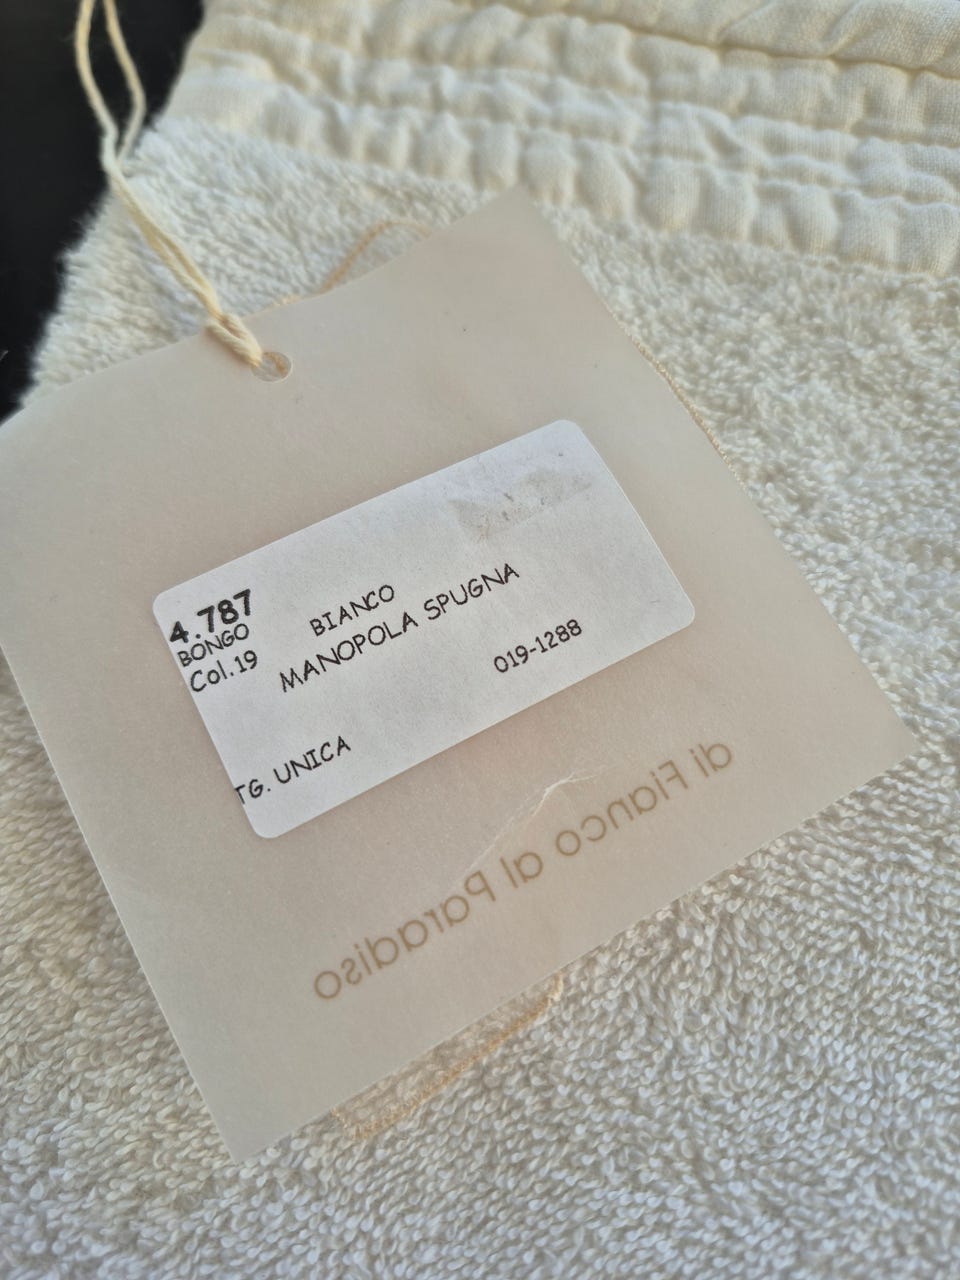 4.787
BONGO
Col.19
BIANCO
MANOPOLA SPUGNA
019-1288
TG. UNICA
di Fianco al Paradiso